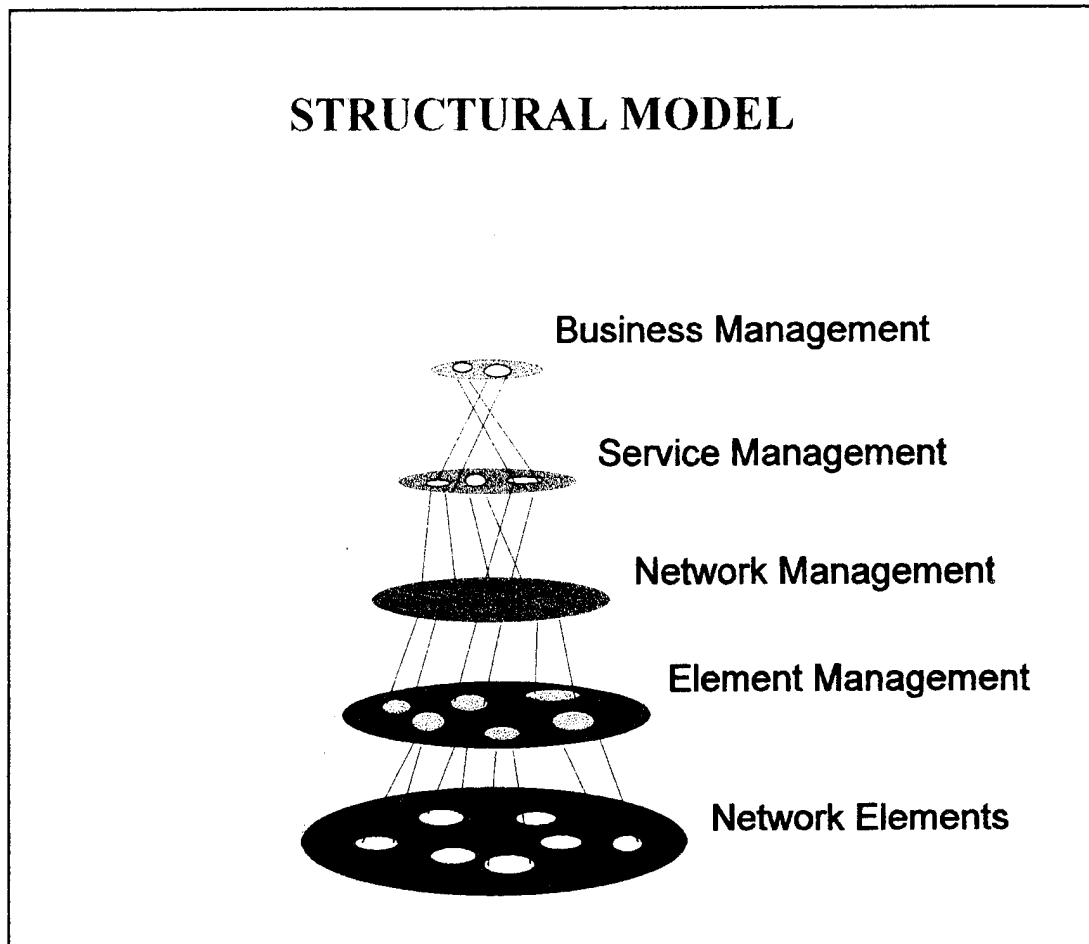 STRUCTURAL MODEL
Business Management
Service Management
Network Management
Element Management
Network Elements